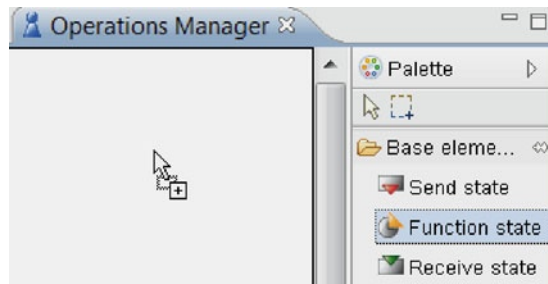 Operations Manager
Palette
Base eleme...
Send state
Function state
Receive state